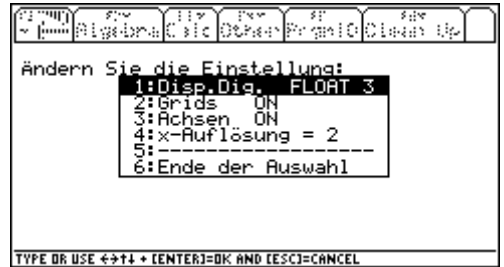 Algebra Calc Other PrgmIO Clean Up
Ändern Sie die Einstellung:
1:Disp.Dig. FLOAT 3
2:Grids ON
3:Achsen ON
4:x-Auflösung = 2
5:--------------------
6:Ende der Auswahl
TYPE OR USE ←→↑↓ + [ENTER]=OK AND [ESC]=CANCEL